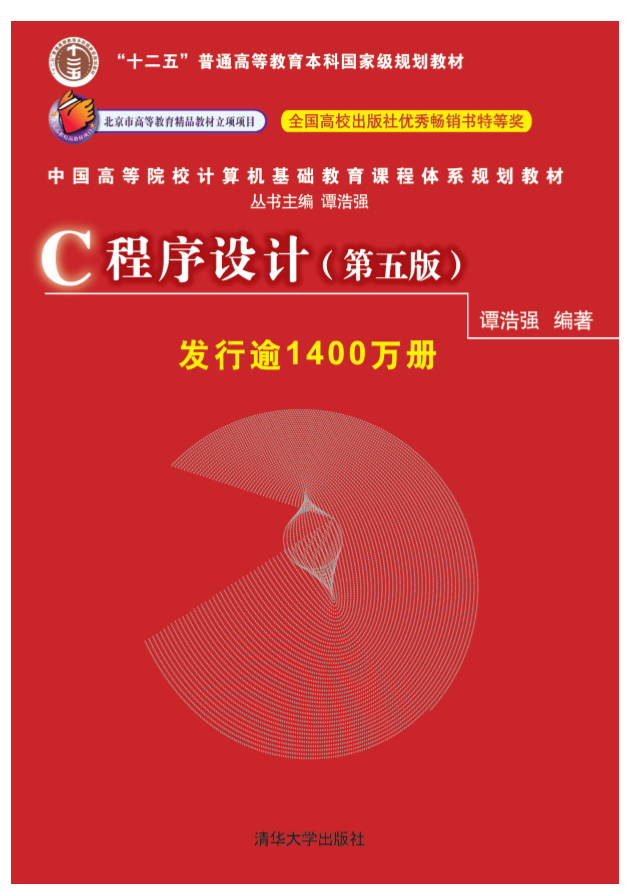 “十二五”普通高等教育本科国家级规划教材
北京市高等教育精品教材立项项目
全国高校出版社优秀畅销书特等奖
中国高等院校计算机基础教育课程体系规划教材
丛书主编 谭浩强
C程序设计（第五版）
谭浩强 编著
发行逾1400万册
清华大学出版社